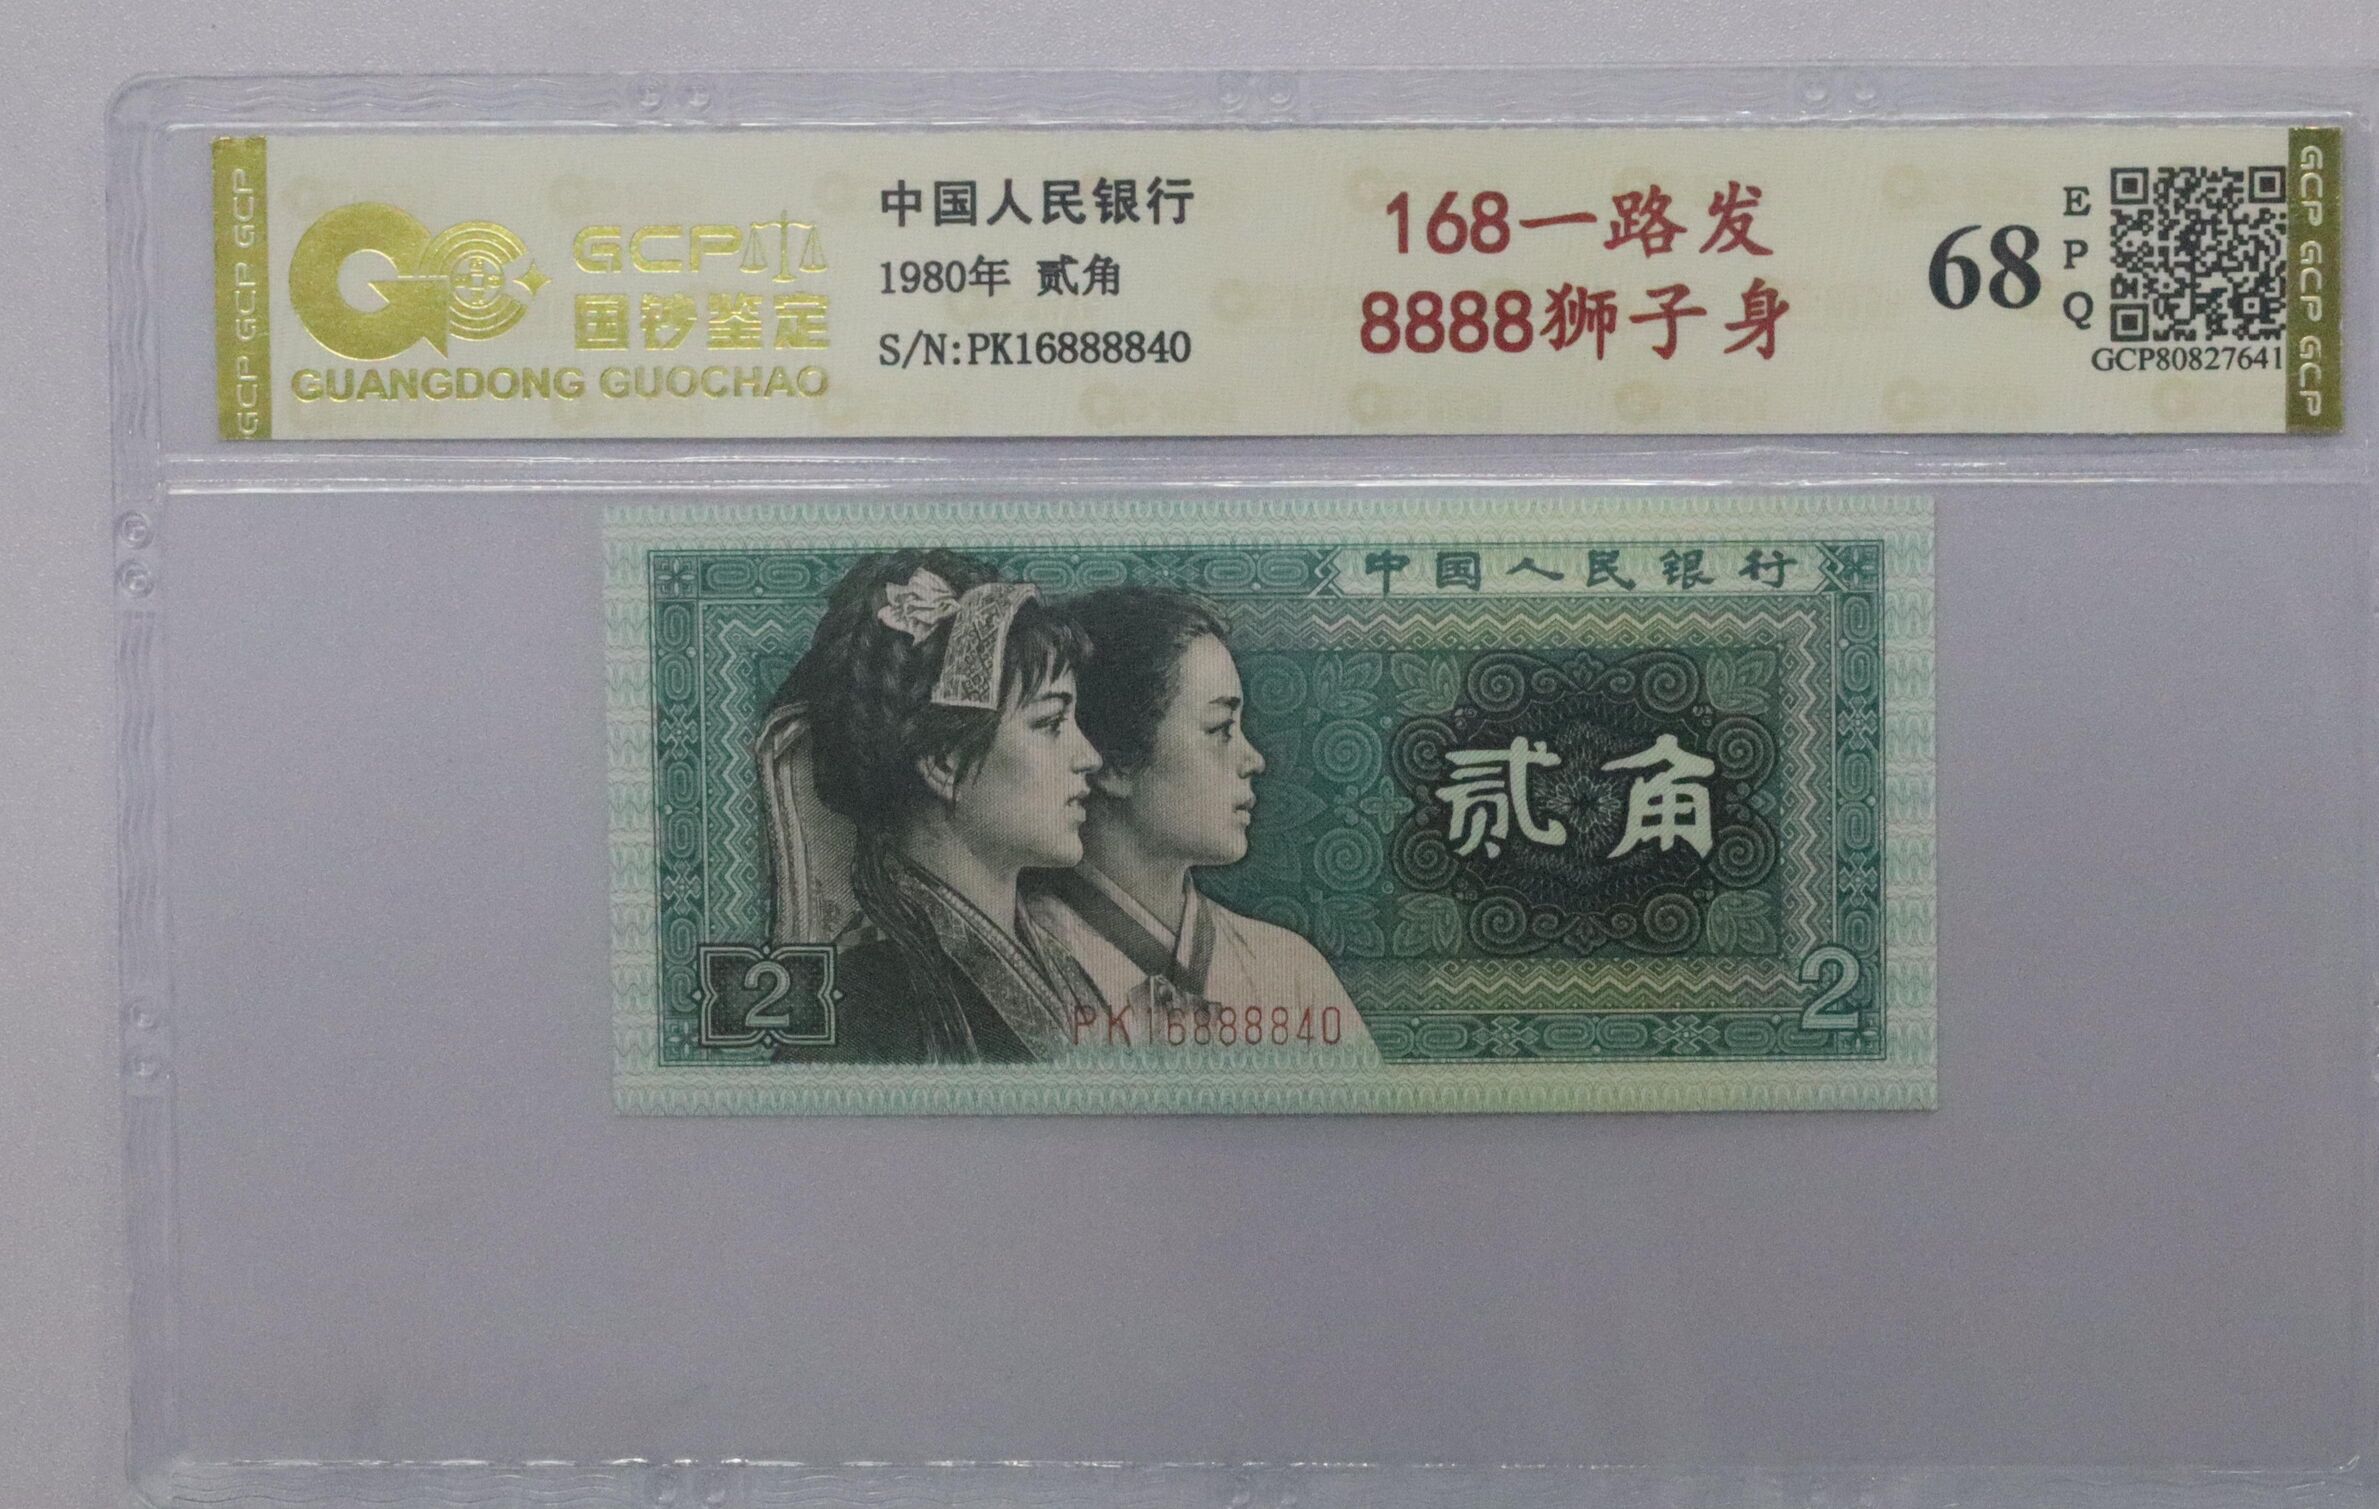 GCP GCP GCP
GCP
国钞鉴定
GUANGDONG GUOCHAO
中国人民银行
1980年 贰角
S/N:PK16888840
168一路发
8888狮子身
68
E
P
Q
GCP80827641
GCP GCP GCP
中国人民银行
贰角
2
2
PK16888840